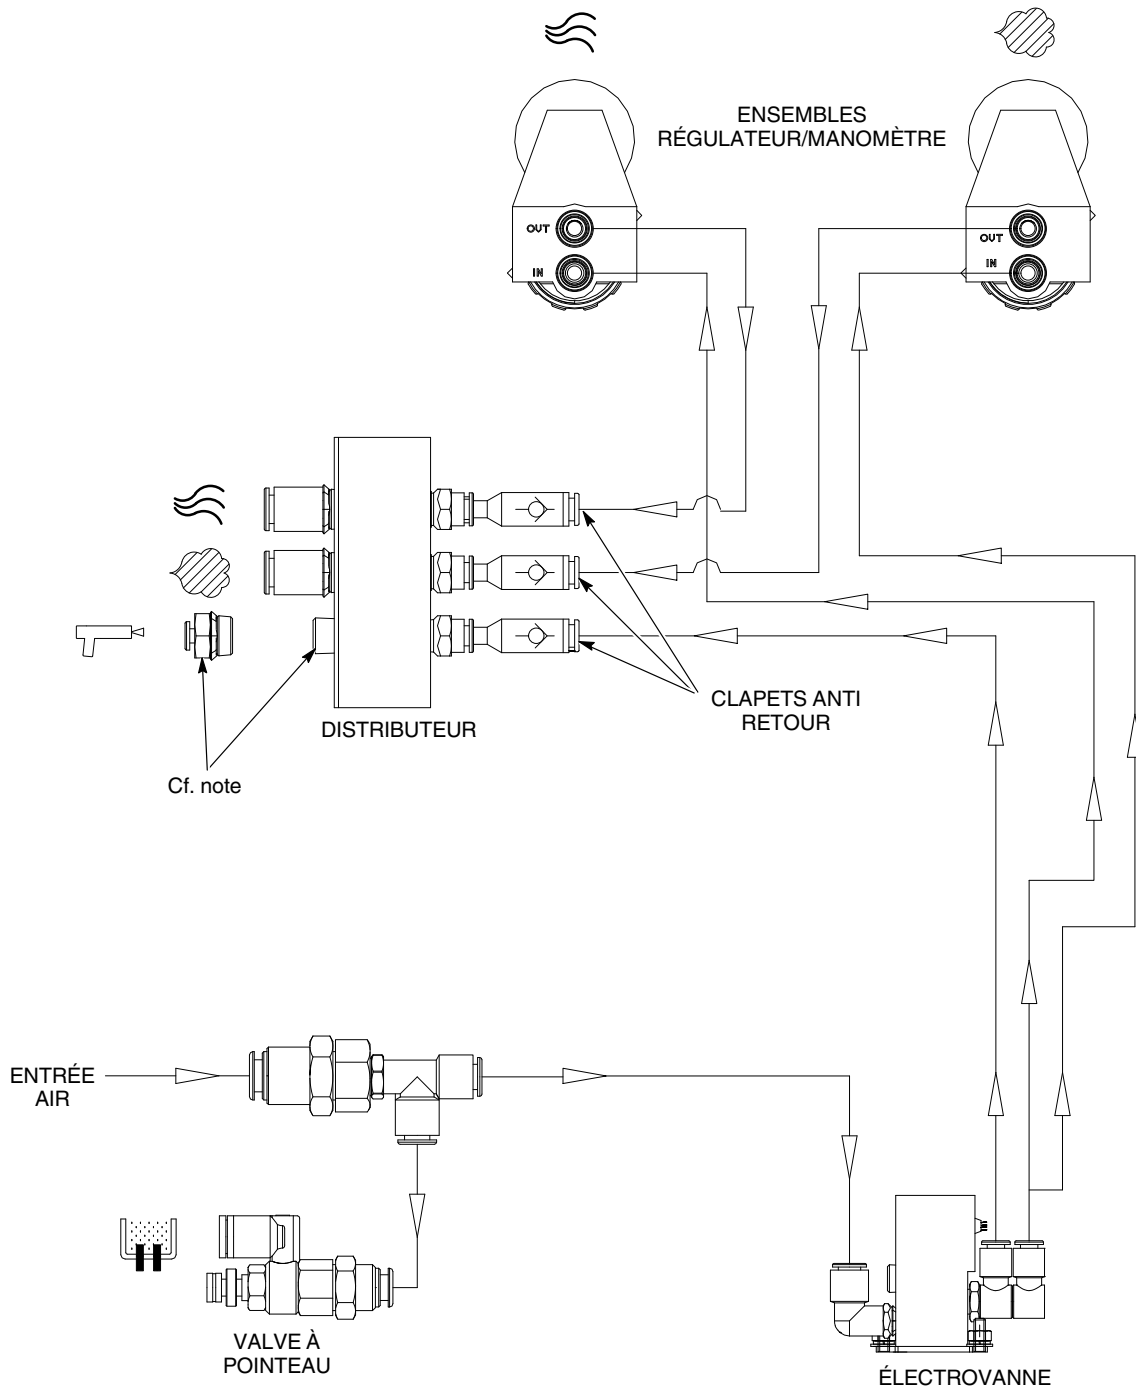 ENSEMBLES
RÉGULATEUR/MANOMÈTRE
OUT
IN
OUT
IN
CLAPETS ANTI
RETOUR
DISTRIBUTEUR
Cf. note
ENTRÉE
AIR
VALVE À
POINTEAU
ÉLECTROVANNE